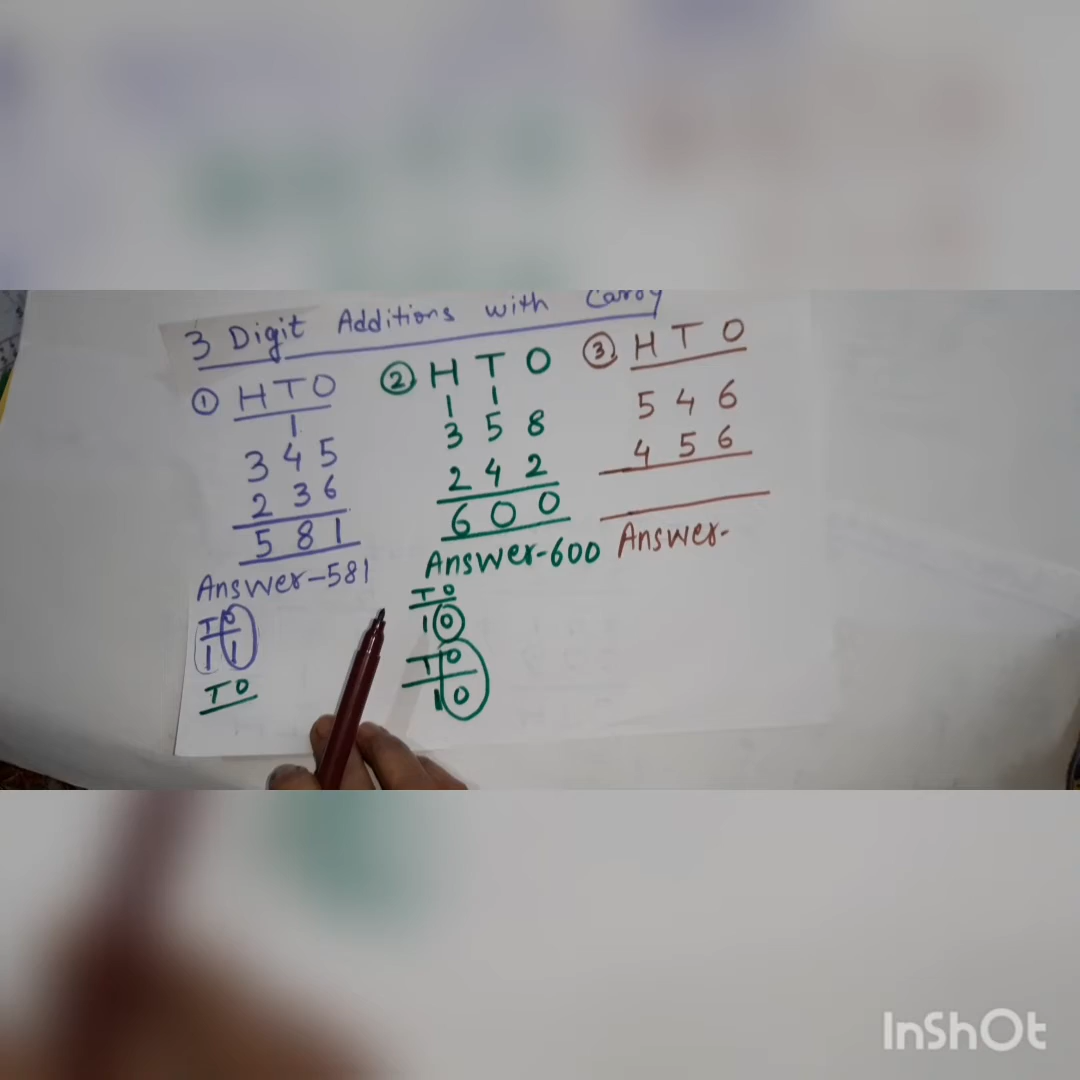 3 Digit Additions with Carry
① H T O
1
3 4 5
2 3 6
5 8 1
Answer-581
T O
1 1
T O
② H T O
1 1
3 5 8
2 4 2
6 0 0
Answer-600
T O
1 0
T O
1 0
③ H T O
5 4 6
4 5 6
Answer-
InShOt